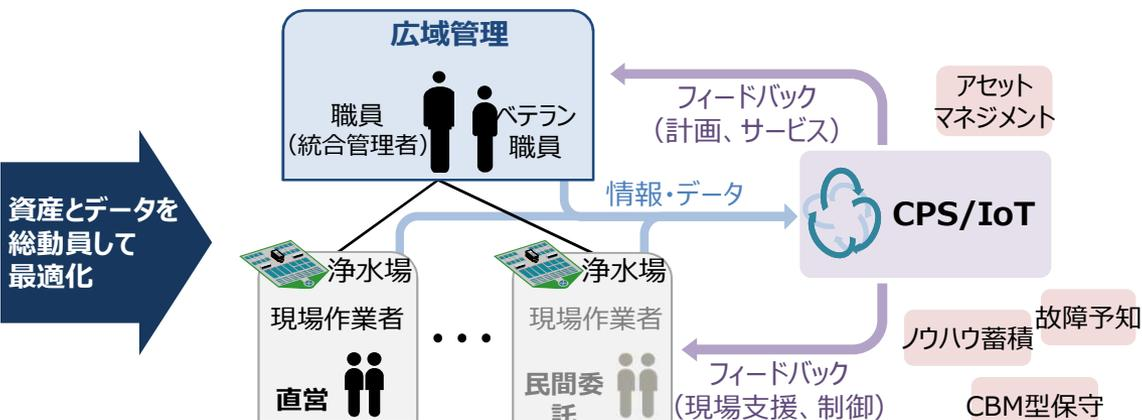 資産とデータを
総動員して
最適化
広域管理
職員
(統合管理者)
ベテラン
職員
フィードバック
(計画、サービス)
アセット
マネジメント
情報・データ
CPS/IoT
浄水場
現場作業者
直営
・・・
浄水場
現場作業者
民間委
託
フィードバック
(現場支援、制御)
ノウハウ蓄積
故障予知
CBM型保守